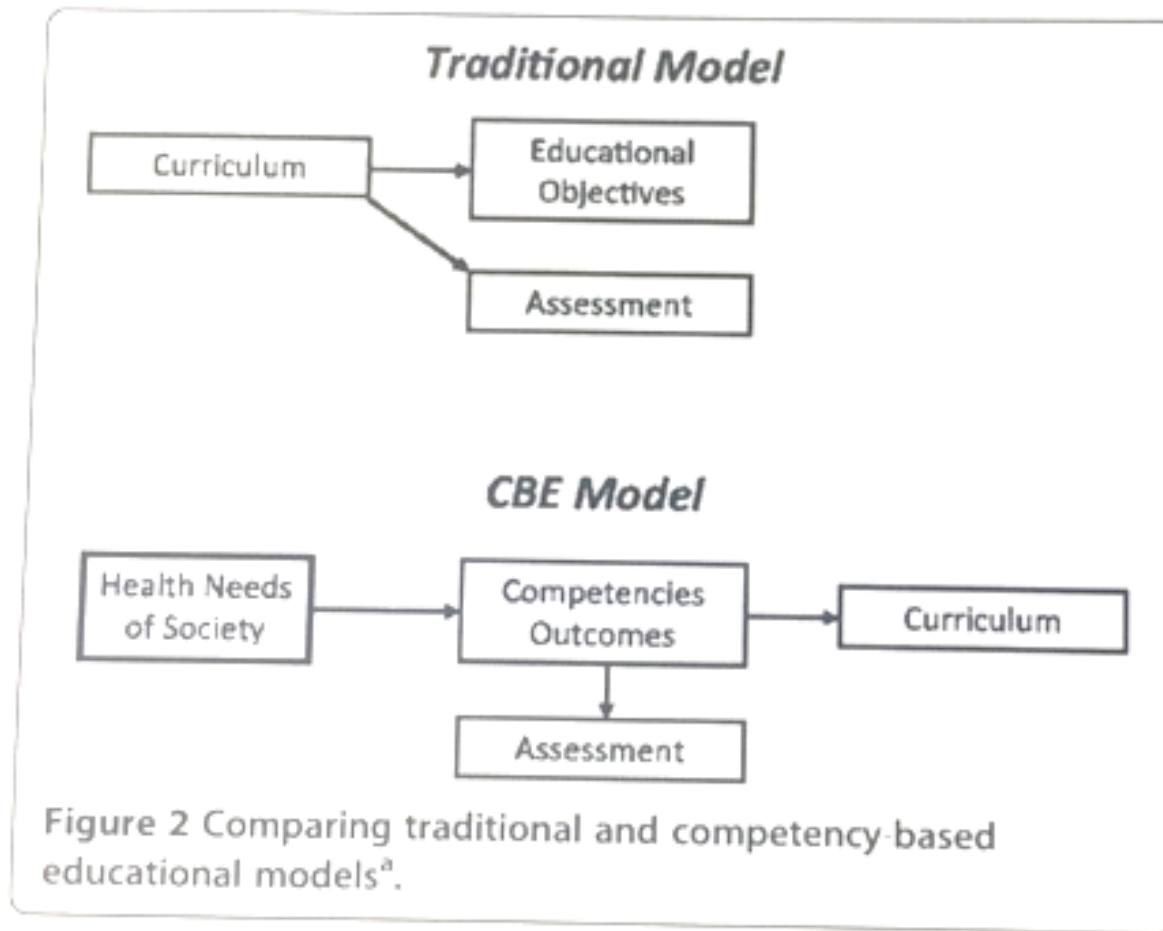 Traditional Model
Curriculum
Educational
Objectives
Assessment
CBE Model
Health Needs
of Society
Competencies
Outcomes
Curriculum
Assessment
Figure 2 Comparing traditional and competency-based
educational modelsᵃ.